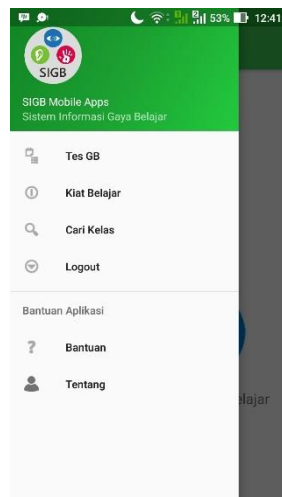 53% 12:41
SIGB
SIGB Mobile Apps
Sistem Informasi Gaya Belajar
Tes GB
Kiat Belajar
Cari Kelas
Logout
Bantuan Aplikasi
Bantuan
Tentang
elajar